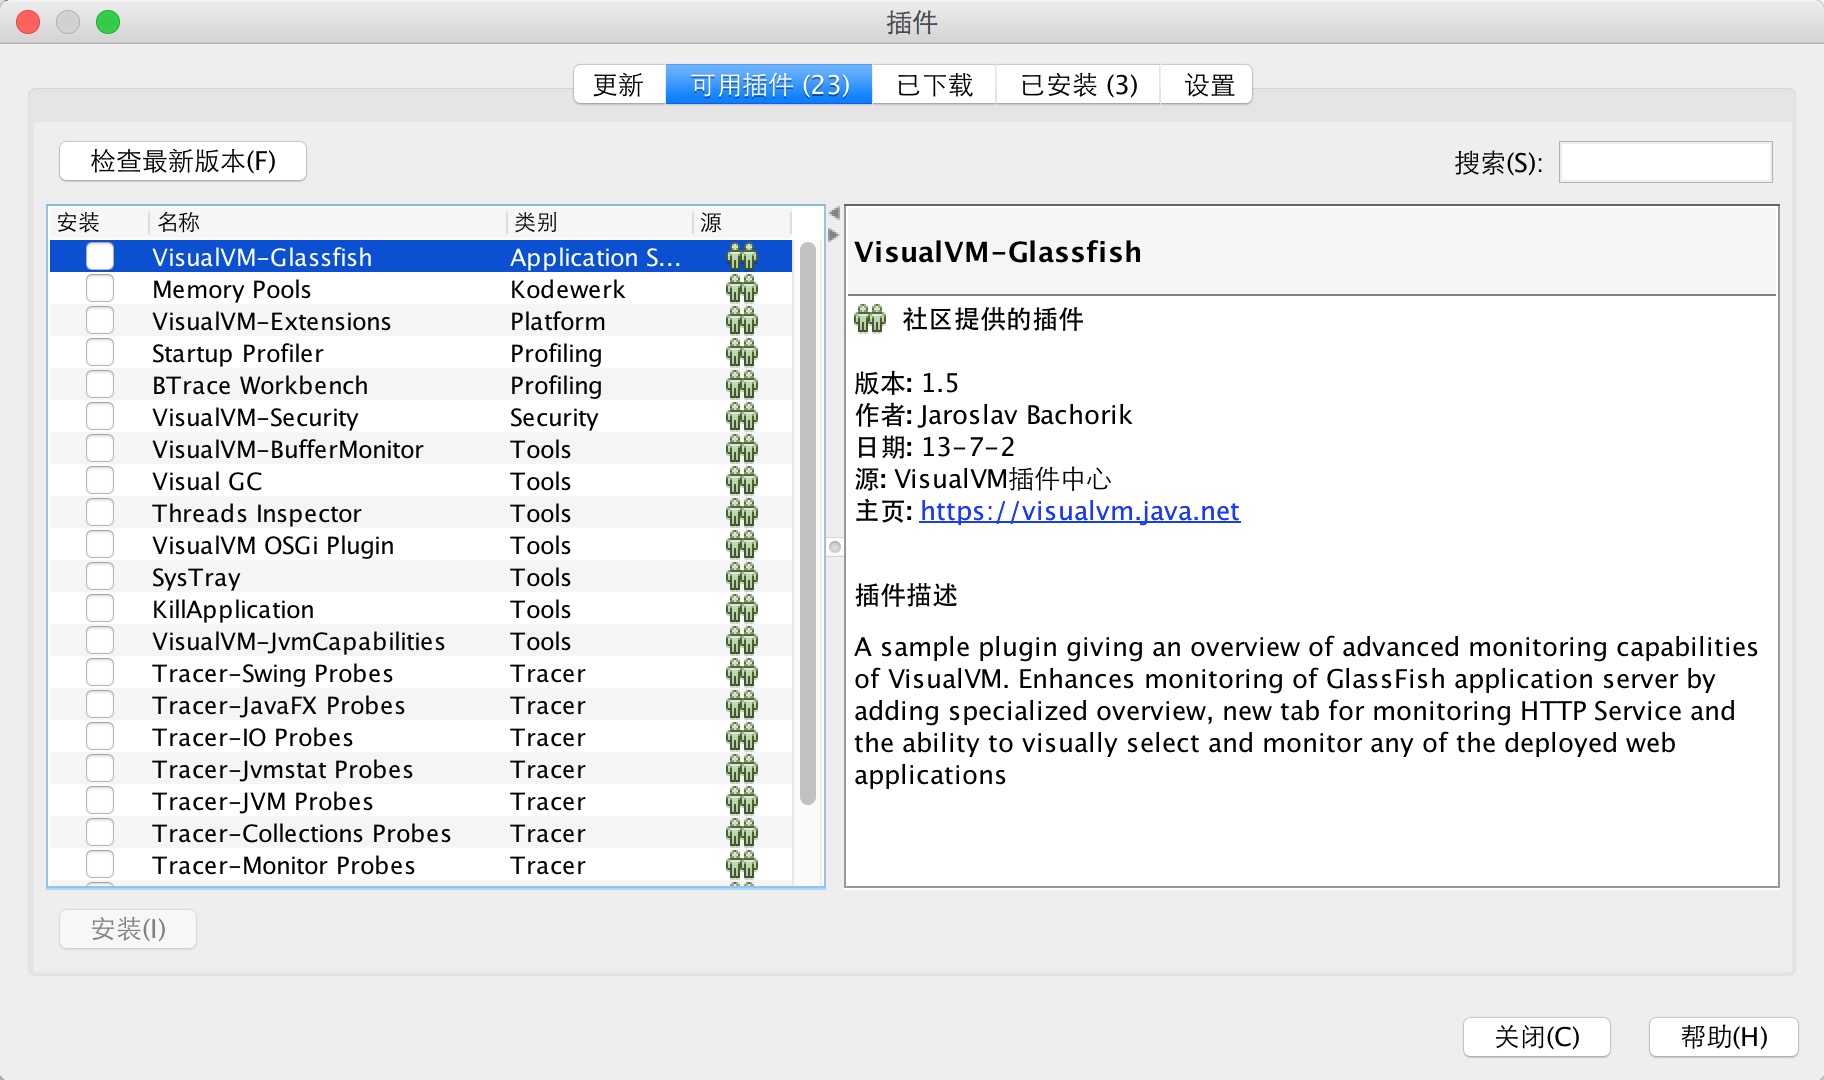 插件
更新 可用插件 (23) 已下载 已安装 (3) 设置
检查最新版本(F) 搜索(S):
安装 名称 类别 源
VisualVM-Glassfish Application S...
Memory Pools Kodewerk
VisualVM-Extensions Platform
Startup Profiler Profiling
BTrace Workbench Profiling
VisualVM-Security Security
VisualVM-BufferMonitor Tools
Visual GC Tools
Threads Inspector Tools
VisualVM OSGi Plugin Tools
SysTray Tools
KillApplication Tools
VisualVM-JvmCapabilities Tools
Tracer-Swing Probes Tracer
Tracer-JavaFX Probes Tracer
Tracer-IO Probes Tracer
Tracer-Jvmstat Probes Tracer
Tracer-JVM Probes Tracer
Tracer-Collections Probes Tracer
Tracer-Monitor Probes Tracer
VisualVM-Glassfish
社区提供的插件
版本: 1.5
作者: Jaroslav Bachorik
日期: 13-7-2
源: VisualVM插件中心
主页: https://visualvm.java.net
插件描述
A sample plugin giving an overview of advanced monitoring capabilities
of VisualVM. Enhances monitoring of GlassFish application server by
adding specialized overview, new tab for monitoring HTTP Service and
the ability to visually select and monitor any of the deployed web
applications
安装(I)
关闭(C) 帮助(H)